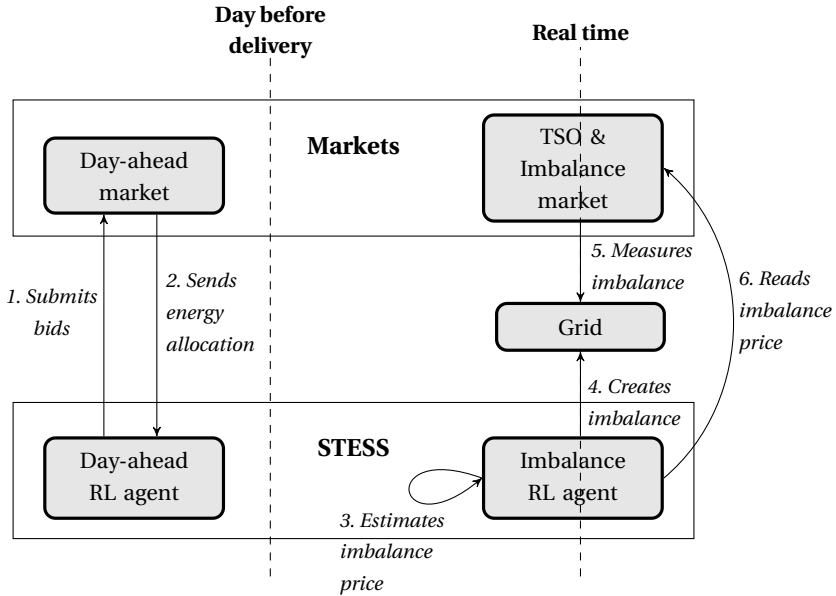 Day before
delivery
Real time
Markets
Day-ahead
market
TSO &
Imbalance
market
1. Submits
bids
2. Sends
energy
allocation
5. Measures
imbalance
6. Reads
imbalance
price
Grid
4. Creates
imbalance
STESS
Day-ahead
RL agent
Imbalance
RL agent
3. Estimates
imbalance
price